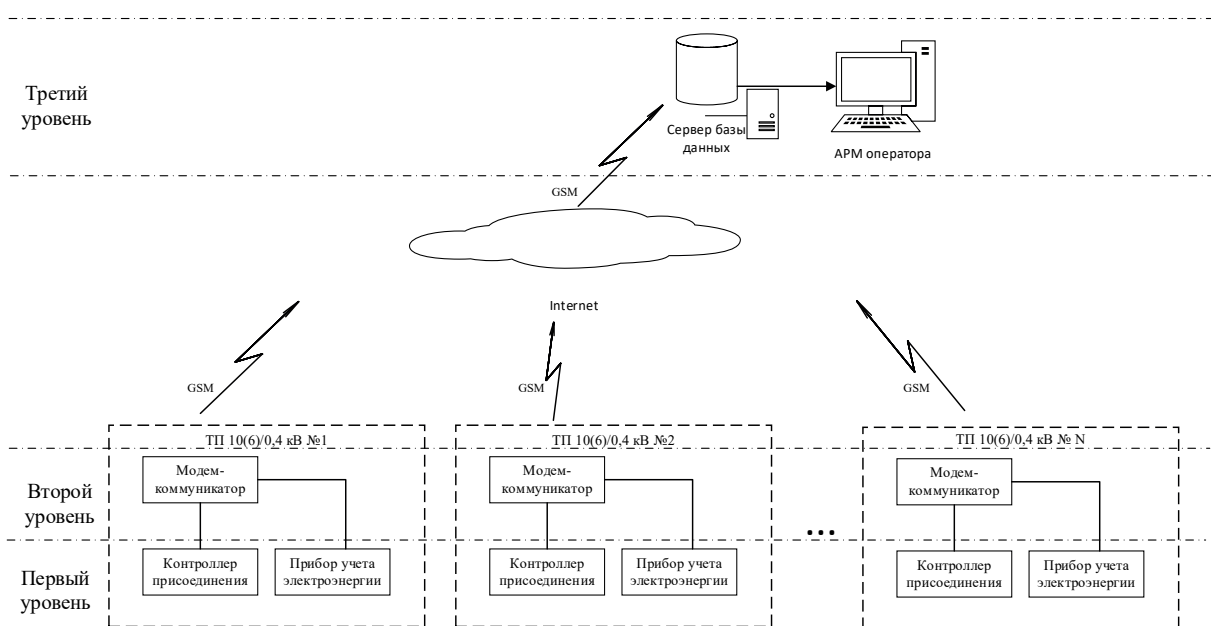 Третий
уровень
Сервер базы
данных
АРМ оператора
GSM
Internet
GSM
GSM
GSM
ТП 10(6)/0,4 кВ №1
ТП 10(6)/0,4 кВ №2
ТП 10(6)/0,4 кВ № N
Второй
уровень
Модем-
коммуникатор
Модем-
коммуникатор
Модем-
коммуникатор
...
Первый
уровень
Контроллер
присоединения
Прибор учета
электроэнергии
Контроллер
присоединения
Прибор учета
электроэнергии
Контроллер
присоединения
Прибор учета
электроэнергии